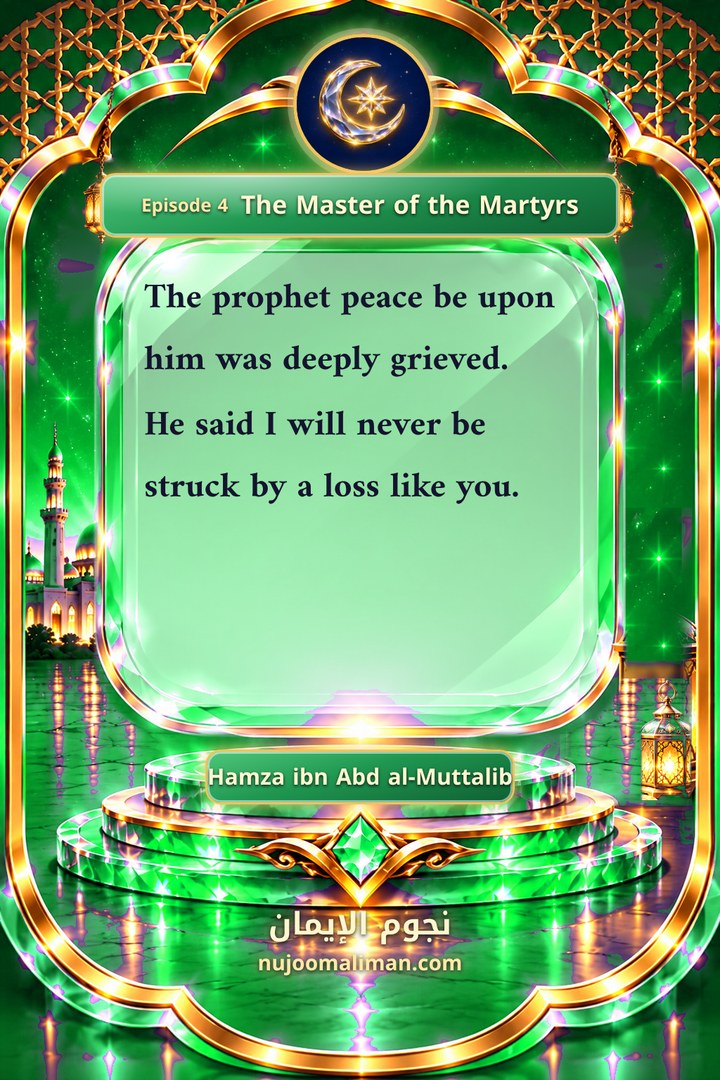 Episode 4 The Master of the Martyrs
The prophet peace be upon
him was deeply grieved.
He said I will never be
struck by a loss like you.
Hamza ibn Abd al-Muttalib
نجوم الإيمان
nujoomaliman.com